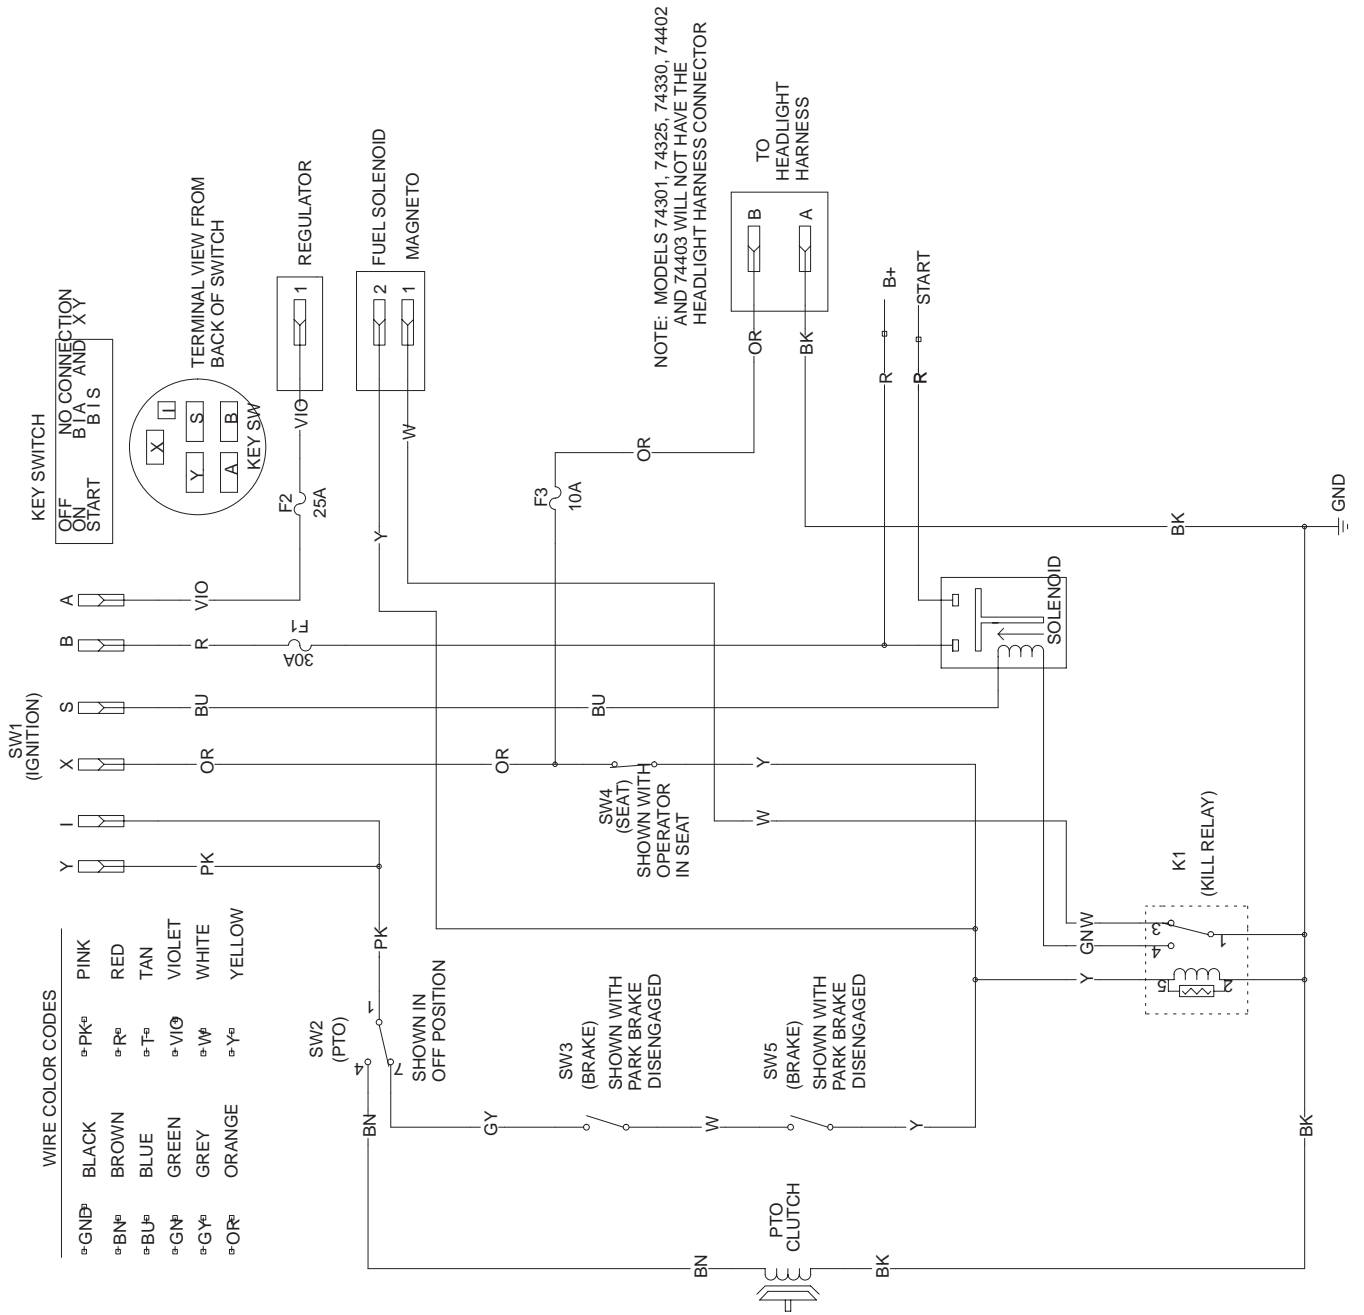 WIRE COLOR CODES
GND BLACK PK PINK
BN BROWN R RED
BU BLUE T TAN
GN GREEN VIO VIOLET
GY GREY W WHITE
OR ORANGE Y YELLOW
SW1
(IGNITION)
Y I X S B A
PK
OR
BU
R
VIO
KEY SWITCH
OFF NO CONNECTION
ON B I A AND X Y
START B I S
X I
Y S
A B
KEY SW
TERMINAL VIEW FROM
BACK OF SWITCH
F1
30A
F2
25A
VIO
1 REGULATOR
2 FUEL SOLENOID
1 MAGNETO
Y
W
SW2
(PTO)
4
7
1
PK
SHOWN IN
OFF POSITION
BN
GY
SW3
(BRAKE)
SHOWN WITH
PARK BRAKE
DISENGAGED
W
SW5
(BRAKE)
SHOWN WITH
PARK BRAKE
DISENGAGED
Y
OR
SW4
(SEAT)
SHOWN WITH
OPERATOR
IN SEAT
Y
BU
W
F3
10A
OR
OR
BK
NOTE: MODELS 74301, 74325, 74330, 74402
AND 74403 WILL NOT HAVE THE
HEADLIGHT HARNESS CONNECTOR
B
A
TO
HEADLIGHT
HARNESS
R B+
R START
SOLENOID
PTO
CLUTCH
BN
BK
Y
GN
W
K1
(KILL RELAY)
5
2
4
3
1
BK
BK
GND